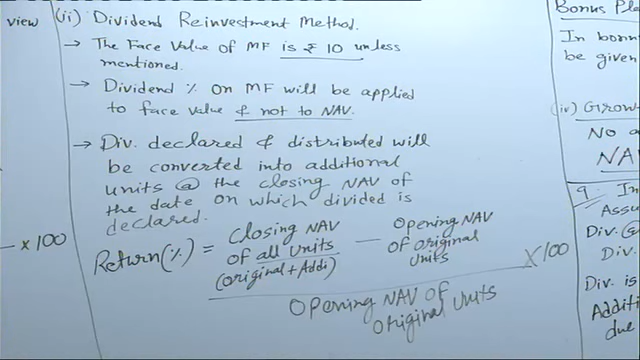 view
(ii) Dividend Reinvestment Method.
→ The Face Value of MF is ₹ 10 unless
mentioned.
→ Dividend % on MF will be applied
to face value & not to NAV.
→ Div. declared & distributed will
be converted into additional
units @ the closing NAV of
the date on which divided is
declared.
× 100
Return(%) = Closing NAV of all Units (original + Addi) — Opening NAV of original Units × 100
Opening NAV of
Original Units
Bonus Pla
In bonu
be given
(iv) Grow
No a
NA
9. In
Assu
Div. @
Div.
Div. is
Additi
due